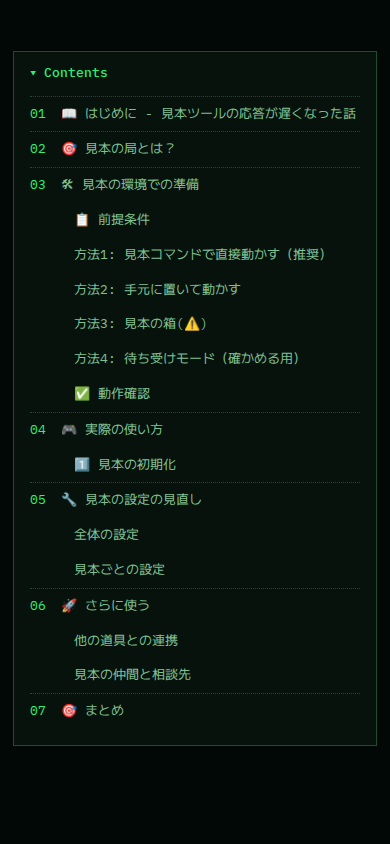 ▼ Contents
01 📖 はじめに - 見本ツールの応答が遅くなった話
02 🎯 見本の局とは？
03 🛠 見本の環境での準備
📋 前提条件
方法1: 見本コマンドで直接動かす（推奨）
方法2: 手元に置いて動かす
方法3: 見本の箱(⚠️)
方法4: 待ち受けモード（確かめる用）
✅ 動作確認
04 🎮 実際の使い方
1️⃣ 見本の初期化
05 🔧 見本の設定の見直し
全体の設定
見本ごとの設定
06 🚀 さらに使う
他の道具との連携
見本の仲間と相談先
07 🎯 まとめ